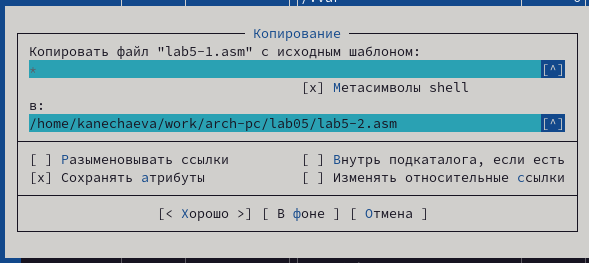 Копирование
Копировать файл "lab5-1.asm" с исходным шаблоном:
* [^]
[x] Метасимволы shell
в:
/home/kanechaeva/work/arch-pc/lab05/lab5-2.asm [^]
[ ] Разыменовывать ссылки [ ] Внутрь подкаталога, если есть
[x] Сохранять атрибуты [ ] Изменять относительные ссылки
[< Хорошо >] [ В фоне ] [ Отмена ]